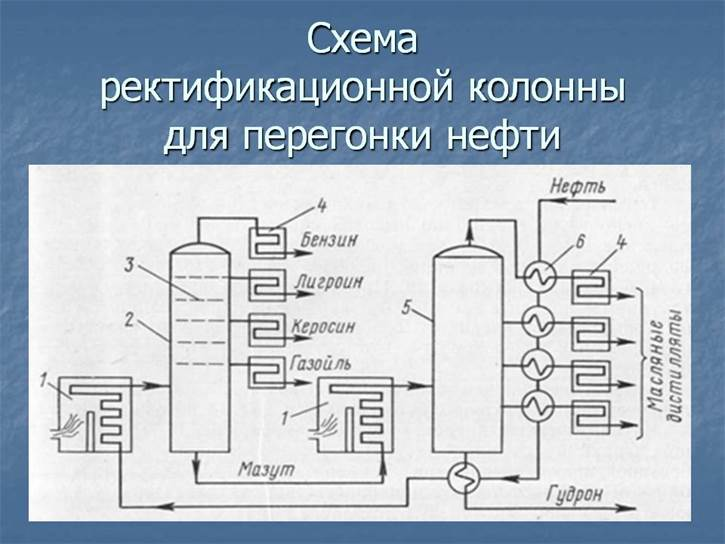 Схема
ректификационной колонны
для перегонки нефти
Нефть
4
Бензин
6
4
3
Лигроин
2
Керосин
5
Газойль
1
1
Масляные
дистилляты
Мазут
Гудрон